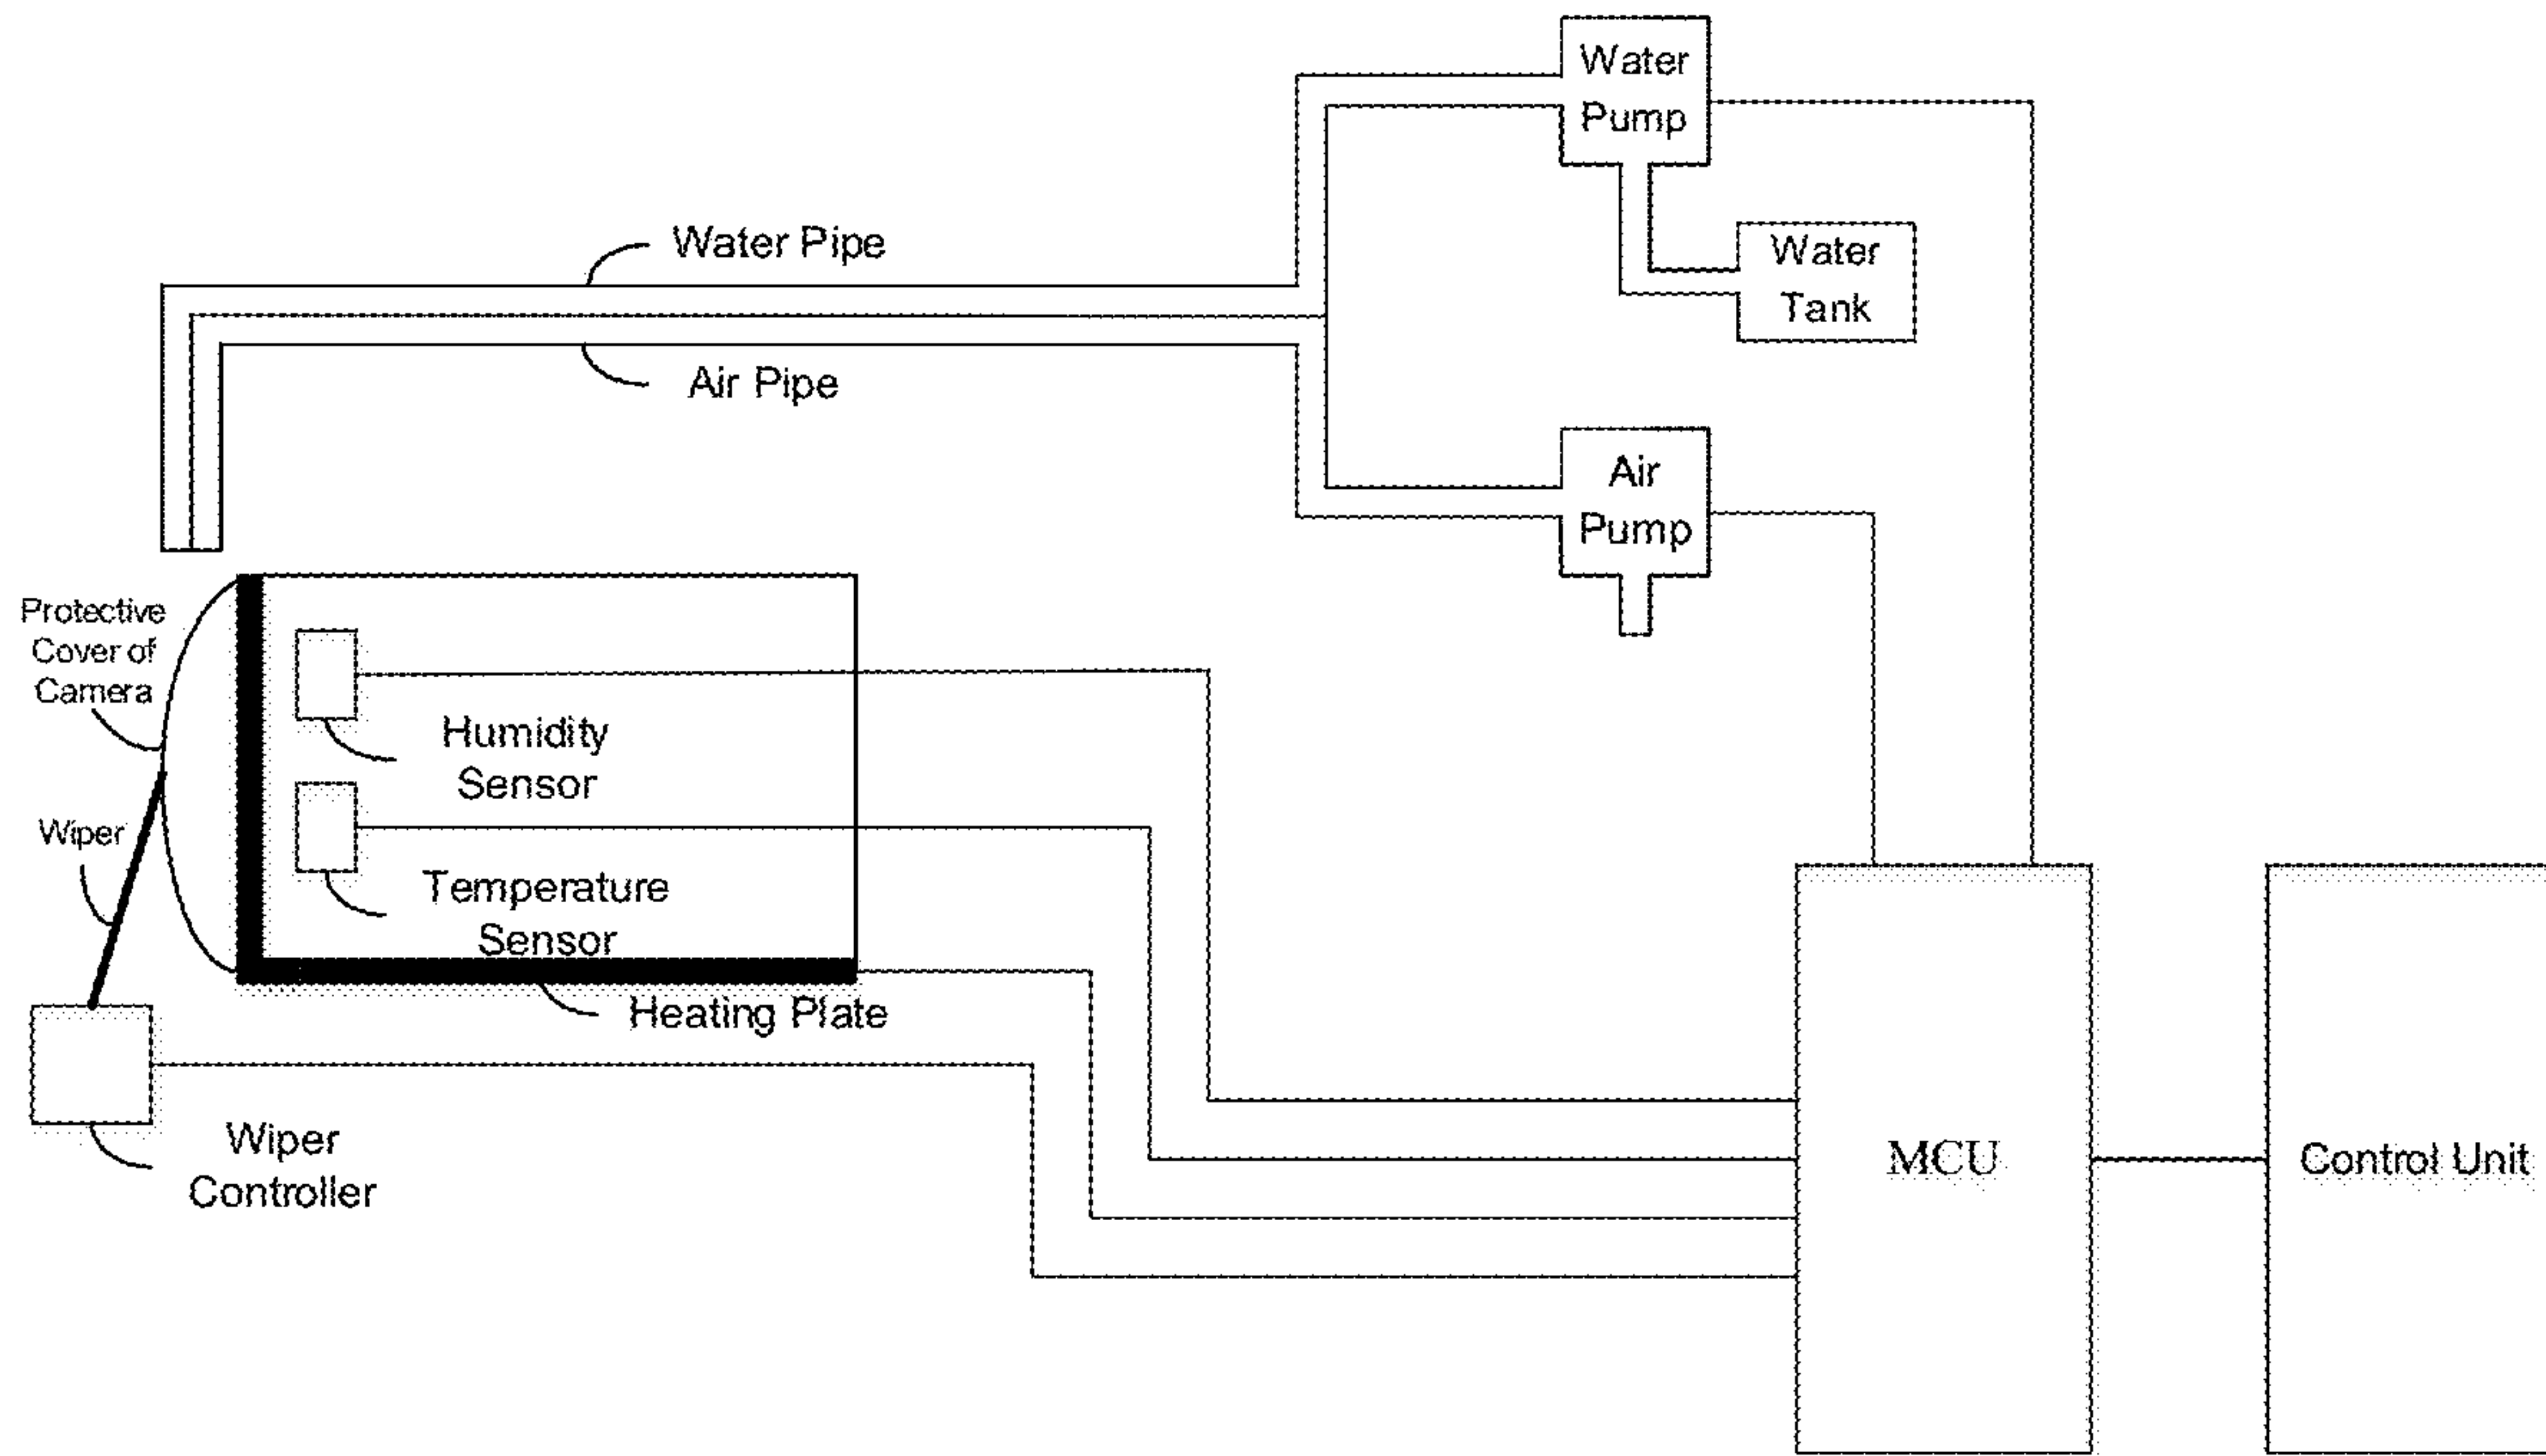 Water
Pump
Water Pipe
Water
Tank
Air Pipe
Air
Pump
Protective
Cover of
Camera
Humidity
Sensor
Wiper
Temperature
Sensor
Heating Plate
Wiper
Controller
MCU
Control Unit